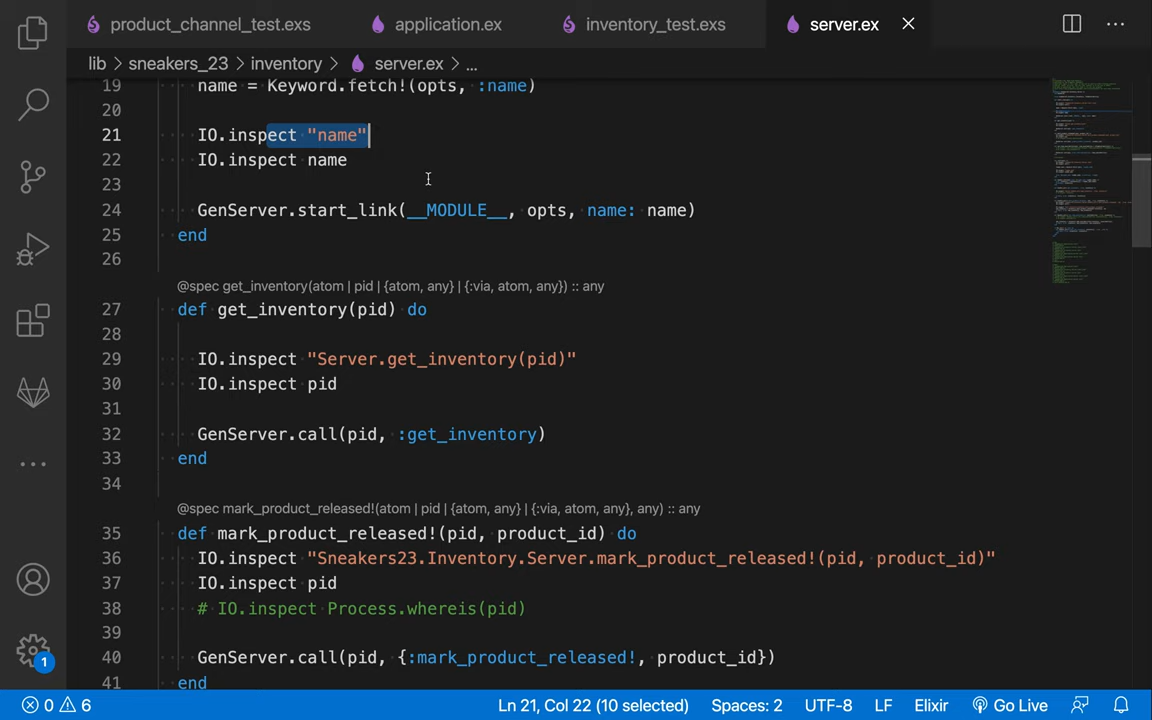 product_channel_test.exs application.ex inventory_test.exs server.ex
lib > sneakers_23 > inventory > server.ex > ...
19 name = Keyword.fetch!(opts, :name)
20
21 IO.inspect "name"
22 IO.inspect name
23
24 GenServer.start_link(__MODULE__, opts, name: name)
25 end
26
@spec get_inventory(atom | pid | {atom, any} | {:via, atom, any}) :: any
27 def get_inventory(pid) do
28
29 IO.inspect "Server.get_inventory(pid)"
30 IO.inspect pid
31
32 GenServer.call(pid, :get_inventory)
33 end
34
@spec mark_product_released!(atom | pid | {atom, any} | {:via, atom, any}, any) :: any
35 def mark_product_released!(pid, product_id) do
36 IO.inspect "Sneakers23.Inventory.Server.mark_product_released!(pid, product_id)"
37 IO.inspect pid
38 # IO.inspect Process.whereis(pid)
39
40 GenServer.call(pid, {:mark_product_released!, product_id})
41 end
1
0 6 Ln 21, Col 22 (10 selected) Spaces: 2 UTF-8 LF Elixir Go Live